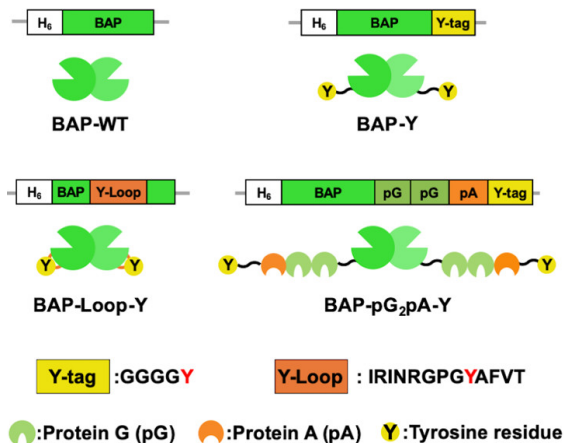 H6 BAP
BAP-WT
H6 BAP Y-tag
Y Y
BAP-Y
H6 BAP Y-Loop
Y Y
BAP-Loop-Y
H6 BAP pG pG pA Y-tag
Y Y
BAP-pG2pA-Y
Y-tag :GGGGY
Y-Loop : IRINRGPGYAFVT
:Protein G (pG) :Protein A (pA) Y :Tyrosine residue